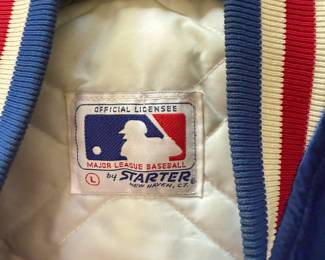 OFFICIAL LICENSEE
MAJOR LEAGUE BASEBALL
L by STARTER
NEW HAVEN, CT.